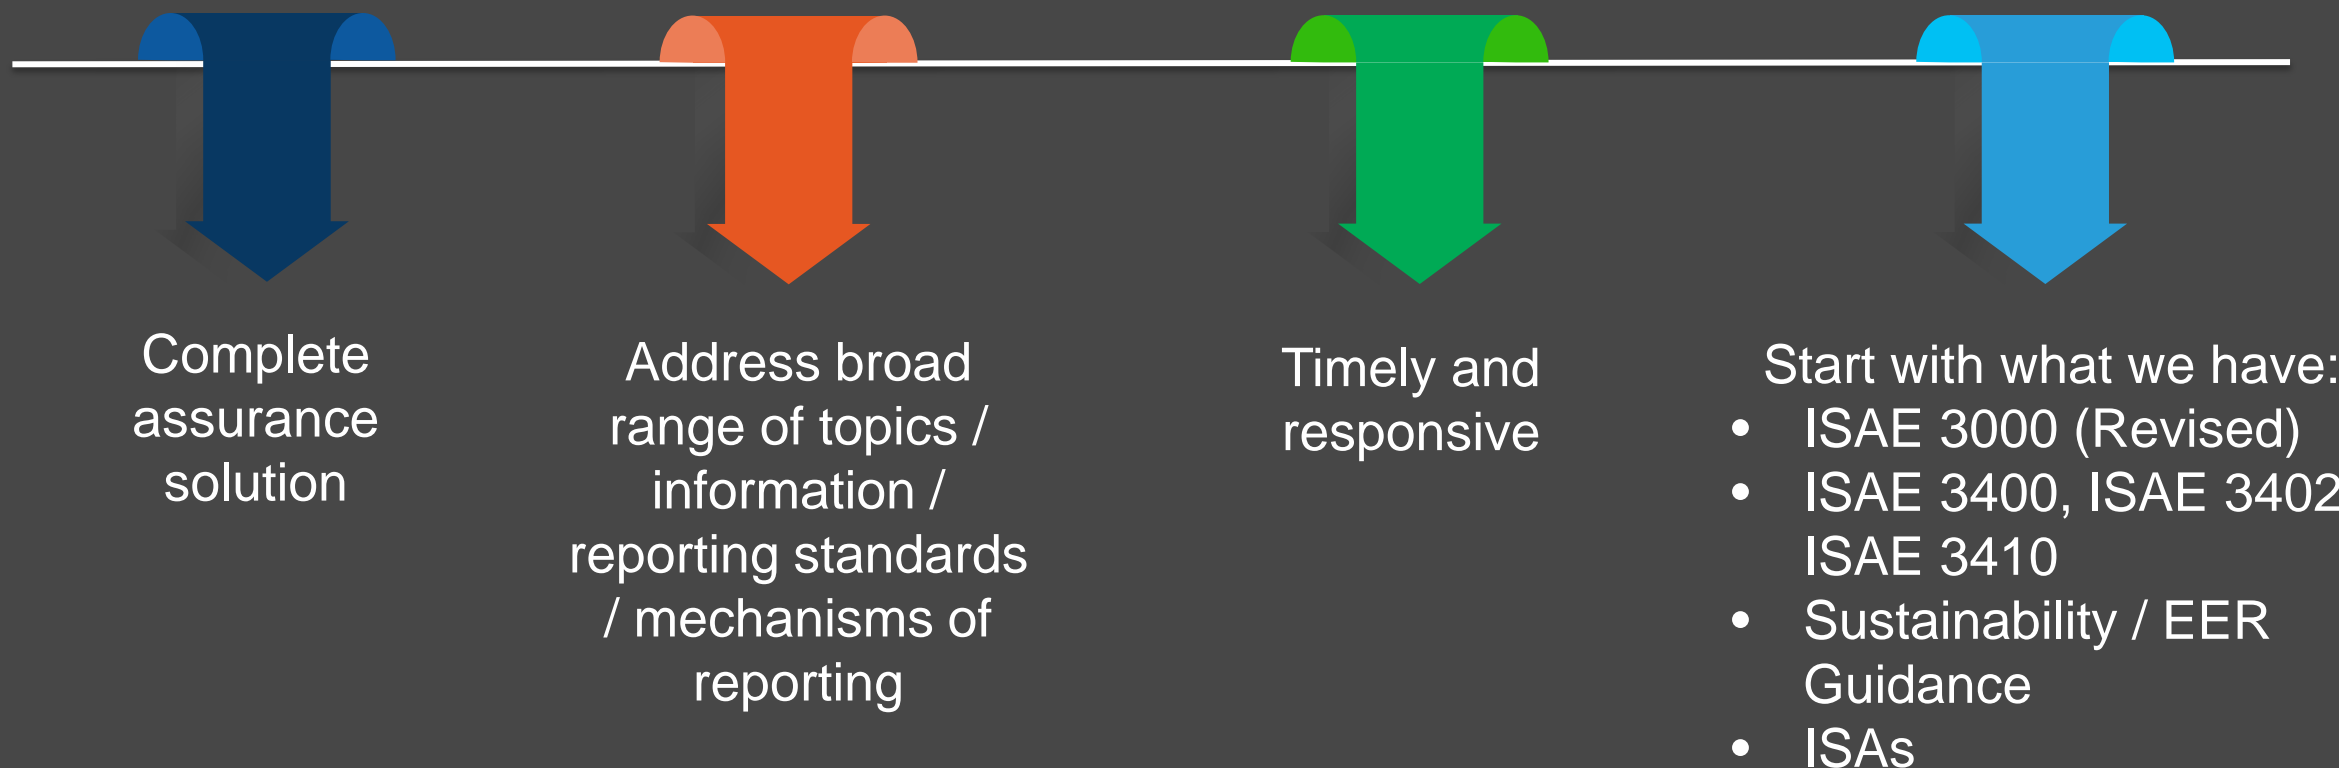 Complete
assurance
solution
Address broad
range of topics /
information /
reporting standards
/ mechanisms of
reporting
Timely and
responsive
Start with what we have:
• ISAE 3000 (Revised)
• ISAE 3400, ISAE 3402
ISAE 3410
• Sustainability / EER
Guidance
• ISAs